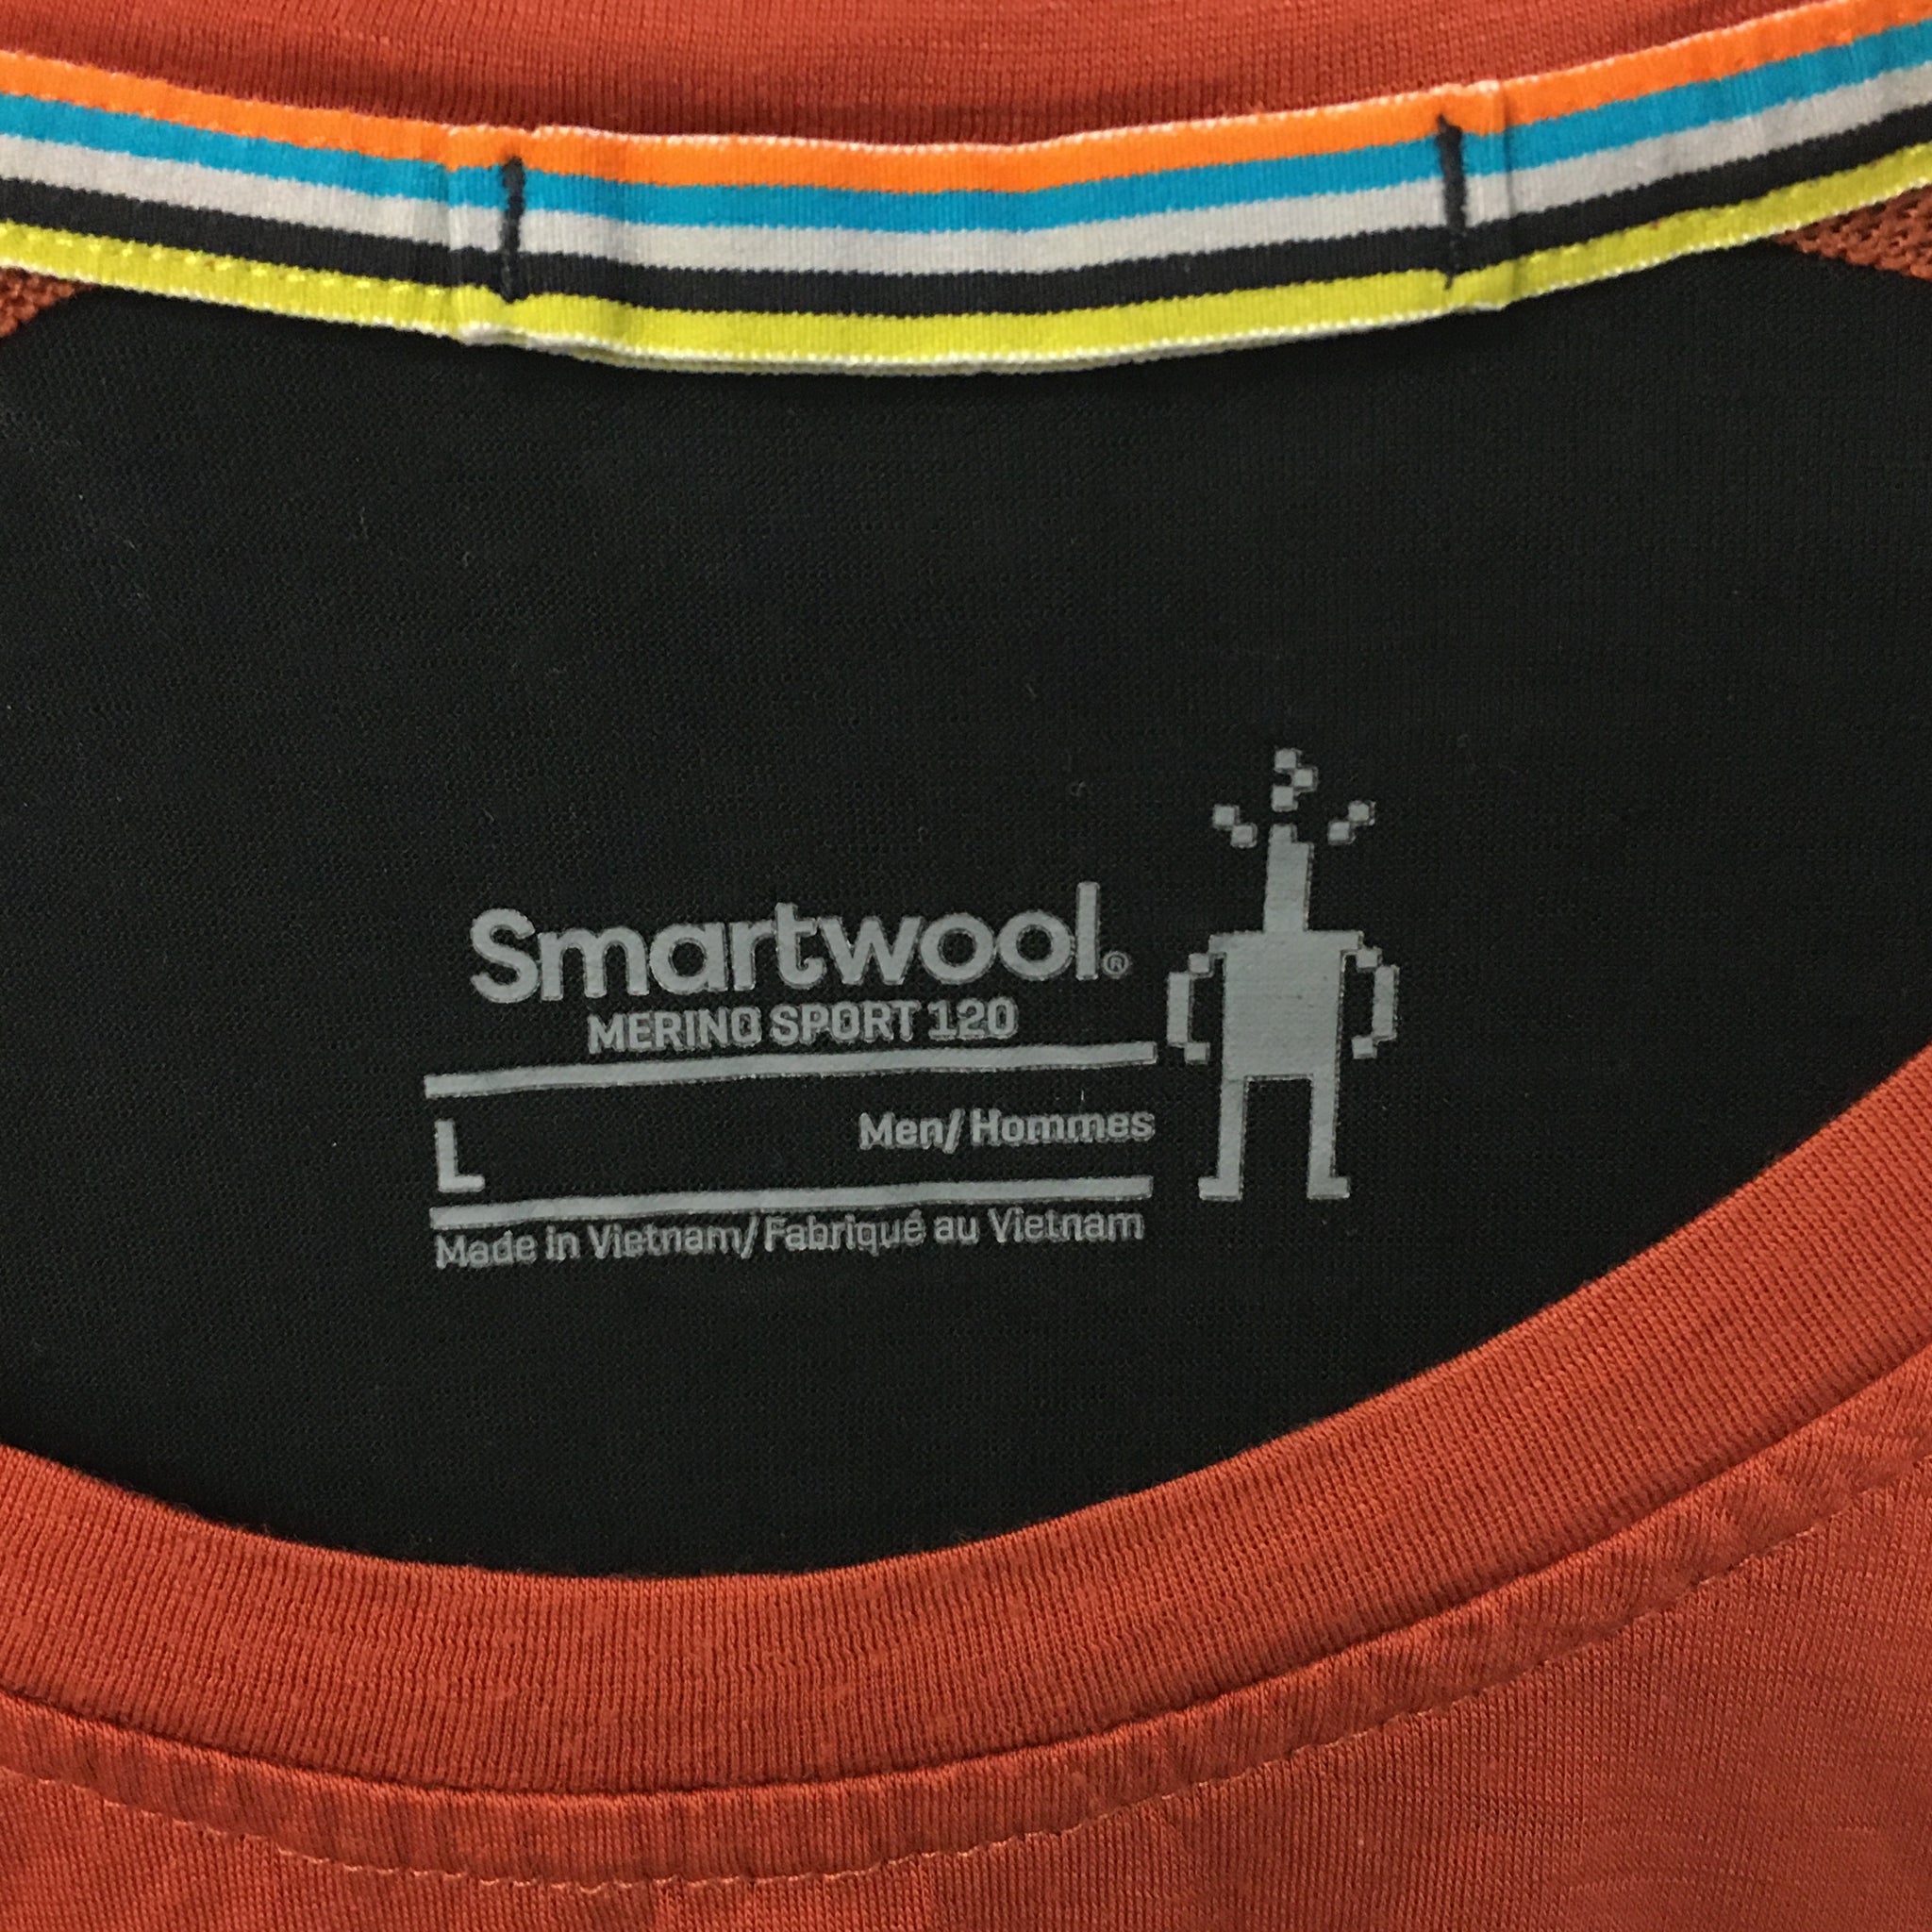 Smartwool®
MERINO SPORT 120
L Men/Hommes
Made in Vietnam/Fabriqué au Vietnam